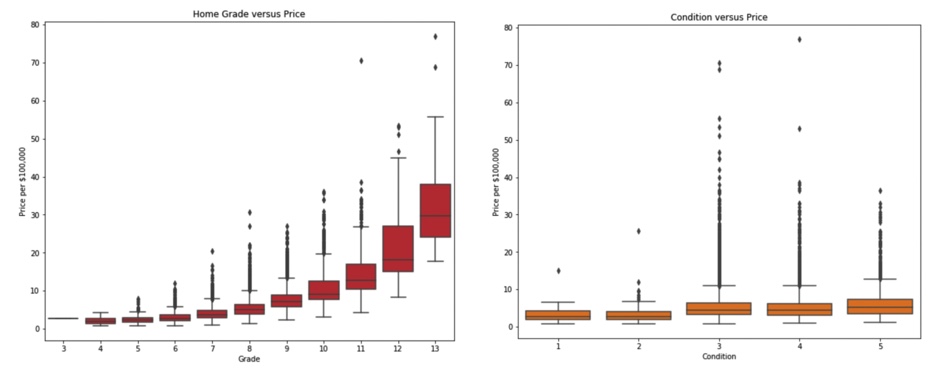 Home Grade versus Price
Price per $100,000
80
70
60
50
40
30
20
10
0
3 4 5 6 7 8 9 10 11 12 13
Grade
Condition versus Price
Price per $100,000
80
70
60
50
40
30
20
10
0
1 2 3 4 5
Condition